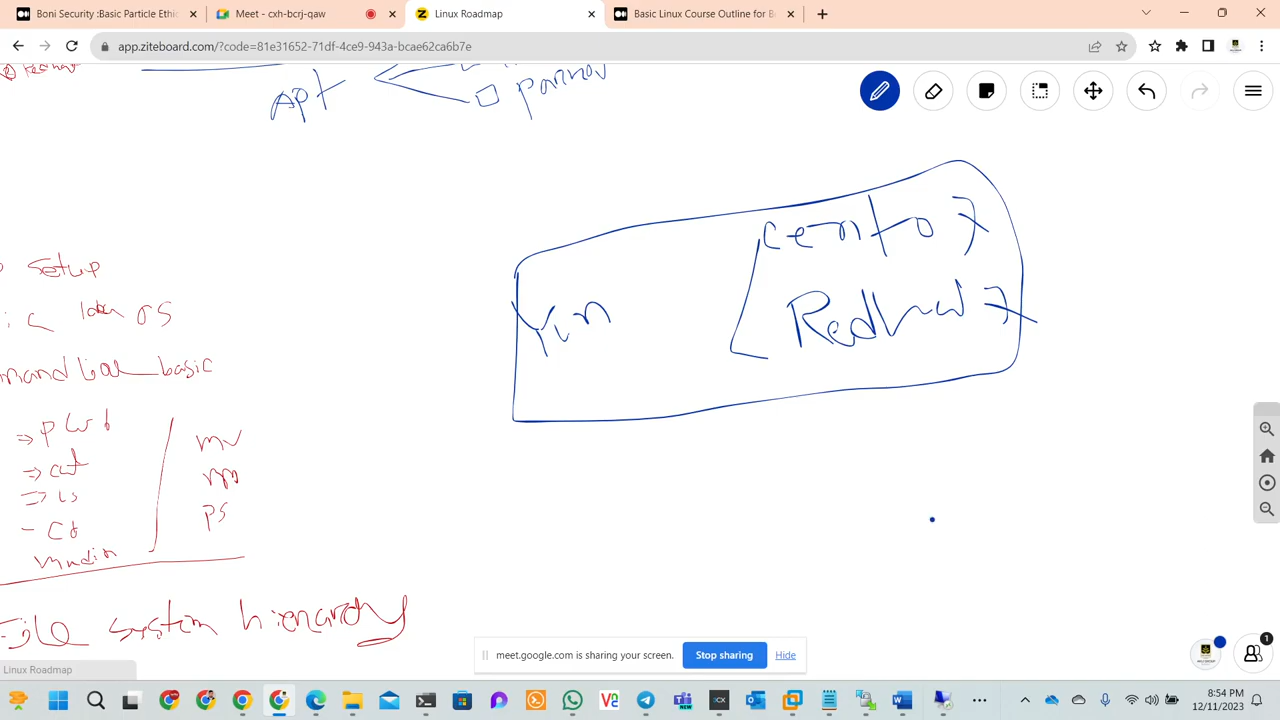 Boni Security :Basic Particle Ethic
Meet - cxh-bcrj-qaw
Linux Roadmap
Basic Linux Course Outline for B
app.ziteboard.com/?code=81e31652-71df-4ce9-943a-bcae62ca6b7e
Apt
cento 7
Redhat 7
Yum
setup
OS
basic
pwd
mv
cat
rm
ls
ps
Cd
File system hierarchy
meet.google.com is sharing your screen.
Stop sharing
Hide
1
Linux Roadmap
8:54 PM
12/11/2023